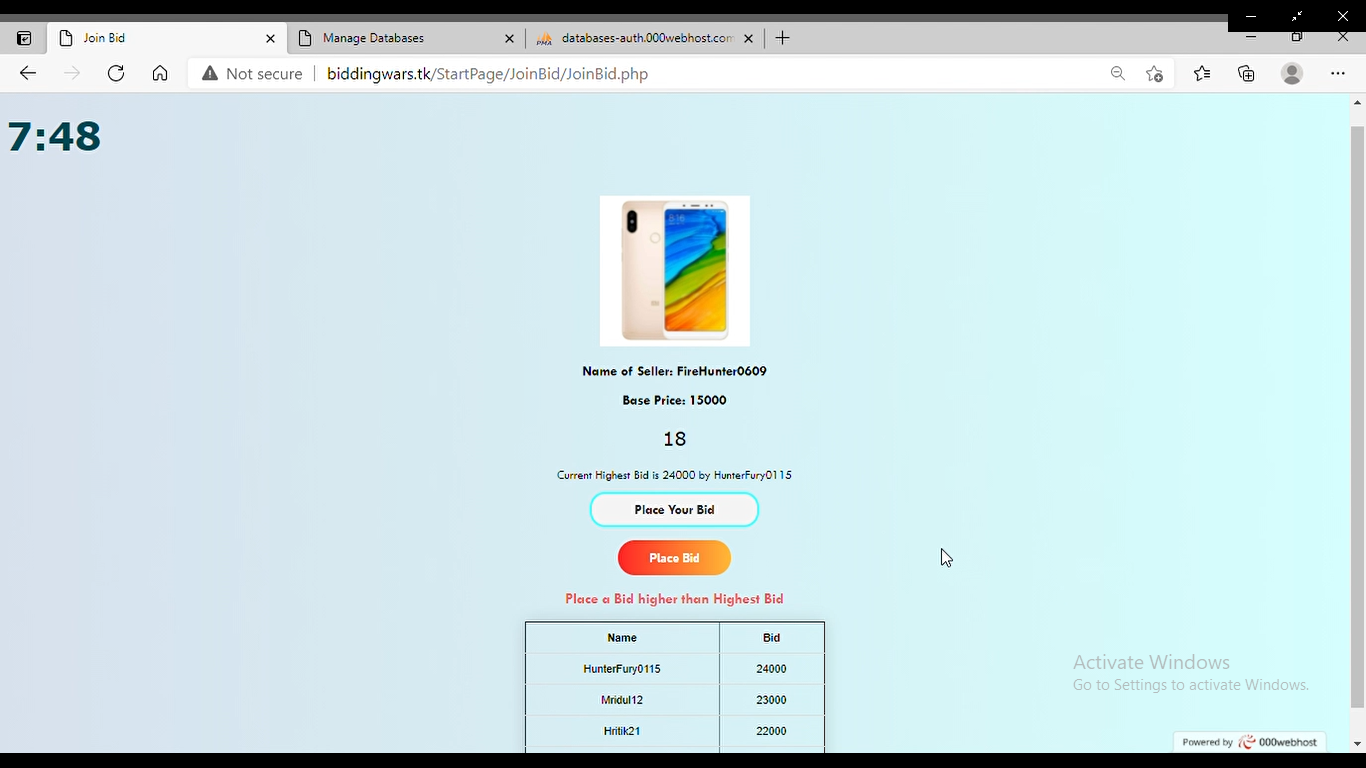 Join Bid
Manage Databases
PMA databases-auth.000webhost.com
Not secure biddingwars.tk/StartPage/JoinBid/JoinBid.php
7:48
8:16
Name of Seller: FireHunter0609
Base Price: 15000
18
Current Highest Bid is 24000 by HunterFury0115
Place Your Bid
Place Bid
Place a Bid higher than Highest Bid
Name Bid
HunterFury0115 24000
Mridul12 23000
Hritik21 22000
Activate Windows
Go to Settings to activate Windows.
Powered by 000webhost